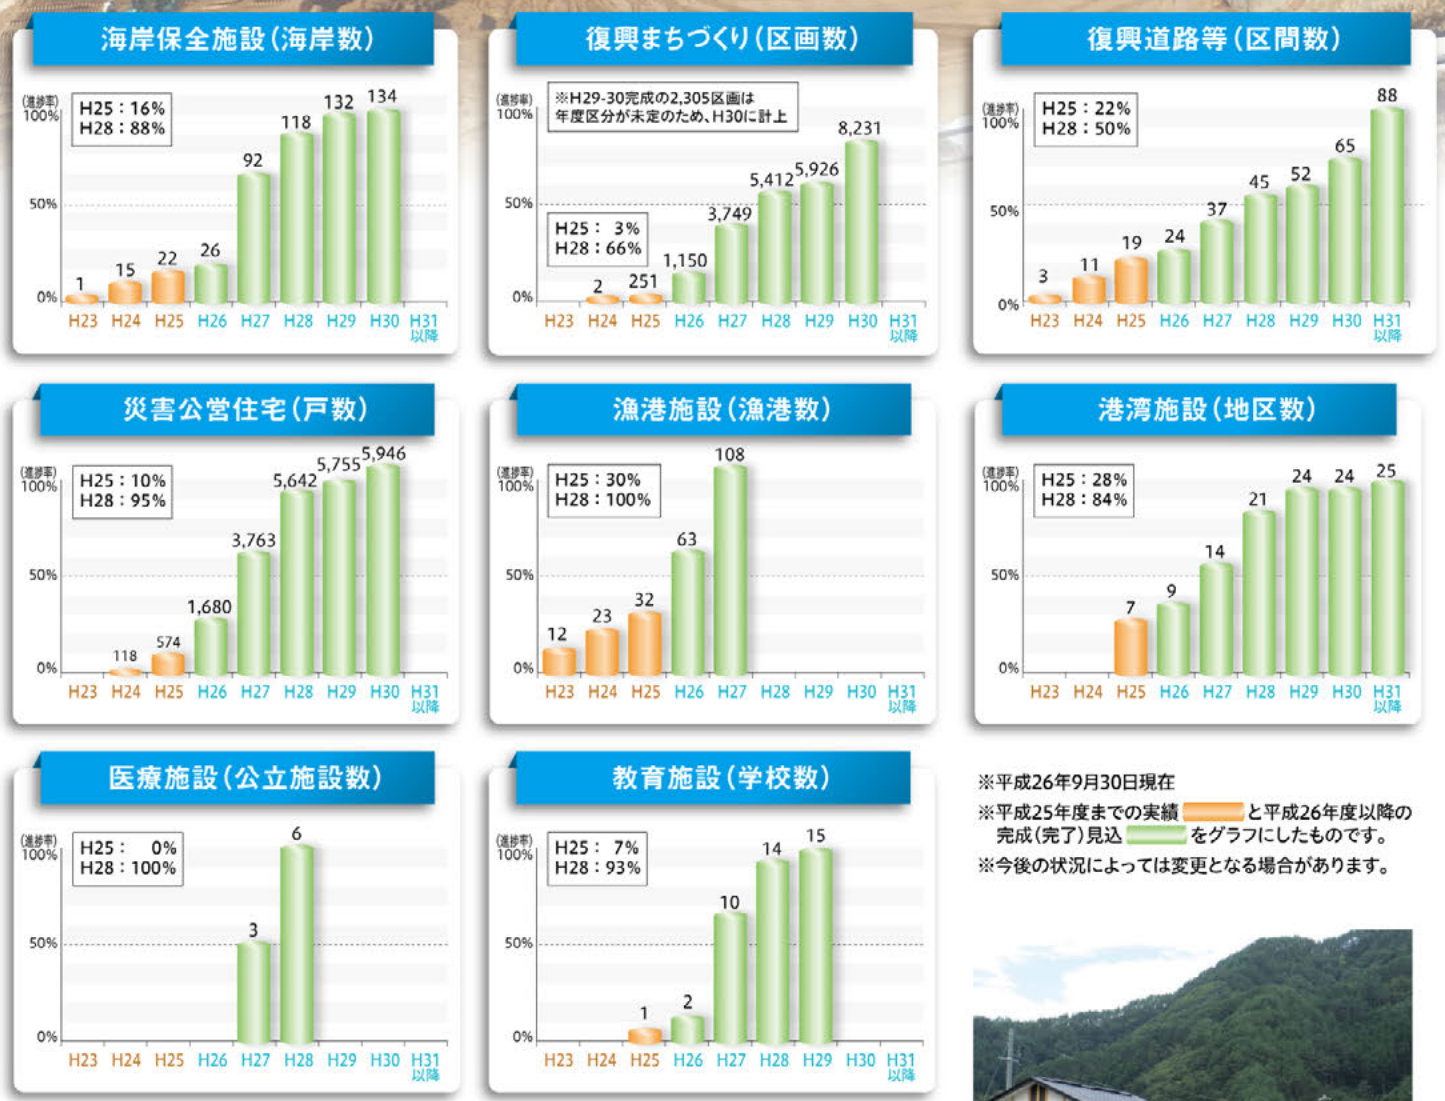 海岸保全施設（海岸数）
（進捗率）
100%
50%
0%
H25：16%
H28：88%
1
15
22
26
92
118
132
134
H23 H24 H25 H26 H27 H28 H29 H30 H31
以降
復興まちづくり（区画数）
（進捗率）
100%
50%
0%
※H29-30完成の2,305区画は
年度区分が未定のため、H30に計上
H25： 3%
H28：66%
2
251
1,150
3,749
5,412
5,926
8,231
H23 H24 H25 H26 H27 H28 H29 H30 H31
以降
復興道路等（区間数）
（進捗率）
100%
50%
0%
H25：22%
H28：50%
3
11
19
24
37
45
52
65
88
H23 H24 H25 H26 H27 H28 H29 H30 H31
以降
災害公営住宅（戸数）
（進捗率）
100%
50%
0%
H25：10%
H28：95%
118
574
1,680
3,763
5,642
5,755
5,946
H23 H24 H25 H26 H27 H28 H29 H30 H31
以降
漁港施設（漁港数）
（進捗率）
100%
50%
0%
H25：30%
H28：100%
12
23
32
63
108
H23 H24 H25 H26 H27 H28 H29 H30 H31
以降
港湾施設（地区数）
（進捗率）
100%
50%
0%
H25：28%
H28：84%
7
9
14
21
24
24
25
H23 H24 H25 H26 H27 H28 H29 H30 H31
以降
医療施設（公立施設数）
（進捗率）
100%
50%
0%
H25： 0%
H28：100%
3
6
H23 H24 H25 H26 H27 H28 H29 H30 H31
以降
教育施設（学校数）
（進捗率）
100%
50%
0%
H25： 7%
H28：93%
1
2
10
14
15
H23 H24 H25 H26 H27 H28 H29 H30 H31
以降
※平成26年9月30日現在
※平成25年度までの実績 と平成26年度以降の
完成（完了）見込 をグラフにしたものです。
※今後の状況によっては変更となる場合があります。